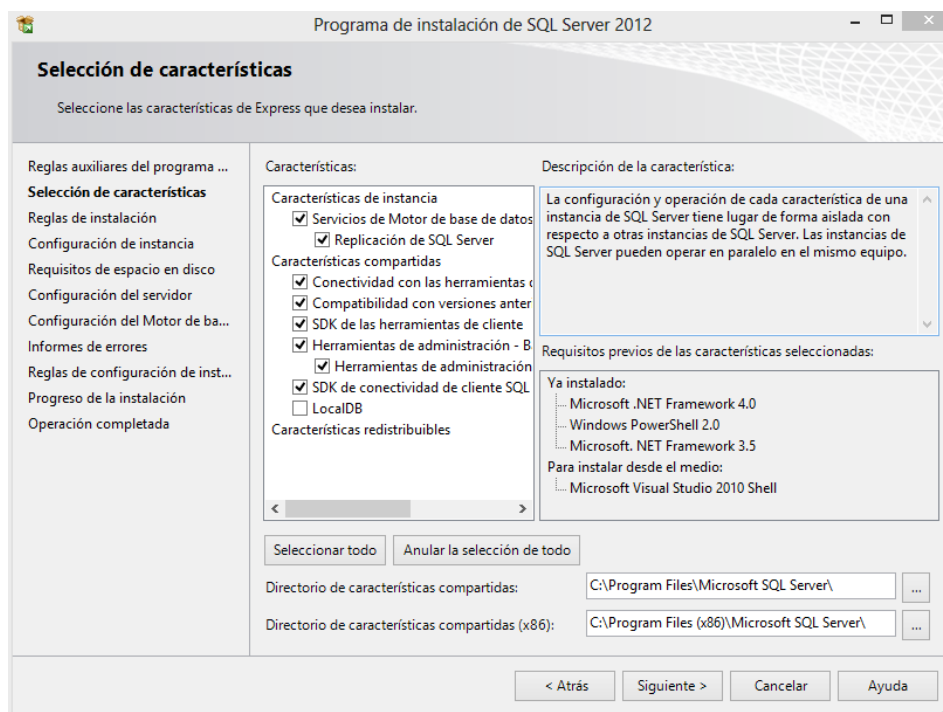 Programa de instalación de SQL Server 2012
Selección de características
Seleccione las características de Express que desea instalar.
Reglas auxiliares del programa ...
Selección de características
Reglas de instalación
Configuración de instancia
Requisitos de espacio en disco
Configuración del servidor
Configuración del Motor de ba...
Informes de errores
Reglas de configuración de inst...
Progreso de la instalación
Operación completada
Características:
Características de instancia
Servicios de Motor de base de datos
Replicación de SQL Server
Características compartidas
Conectividad con las herramientas
Compatibilidad con versiones anter
SDK de las herramientas de cliente
Herramientas de administración - B
Herramientas de administración
SDK de conectividad de cliente SQL
LocalDB
Características redistribuibles
Descripción de la característica:
La configuración y operación de cada característica de una
instancia de SQL Server tiene lugar de forma aislada con
respecto a otras instancias de SQL Server. Las instancias de
SQL Server pueden operar en paralelo en el mismo equipo.
Requisitos previos de las características seleccionadas:
Ya instalado:
Microsoft .NET Framework 4.0
Windows PowerShell 2.0
Microsoft. NET Framework 3.5
Para instalar desde el medio:
Microsoft Visual Studio 2010 Shell
Seleccionar todo
Anular la selección de todo
Directorio de características compartidas:
C:\Program Files\Microsoft SQL Server\
...
Directorio de características compartidas (x86):
C:\Program Files (x86)\Microsoft SQL Server\
...
< Atrás
Siguiente >
Cancelar
Ayuda